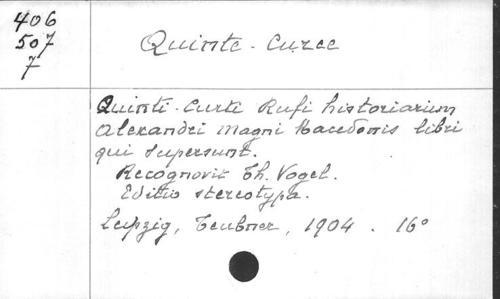 406
507
7
Quinte-Curce
Quinti-Curti Rufi historiarium
Alexandri Magni Macedonis libri
qui supersunt.
Recognovit Th. Vogel.
Editio stereotypa.
Leipzig, Teubner, 1904. 16°